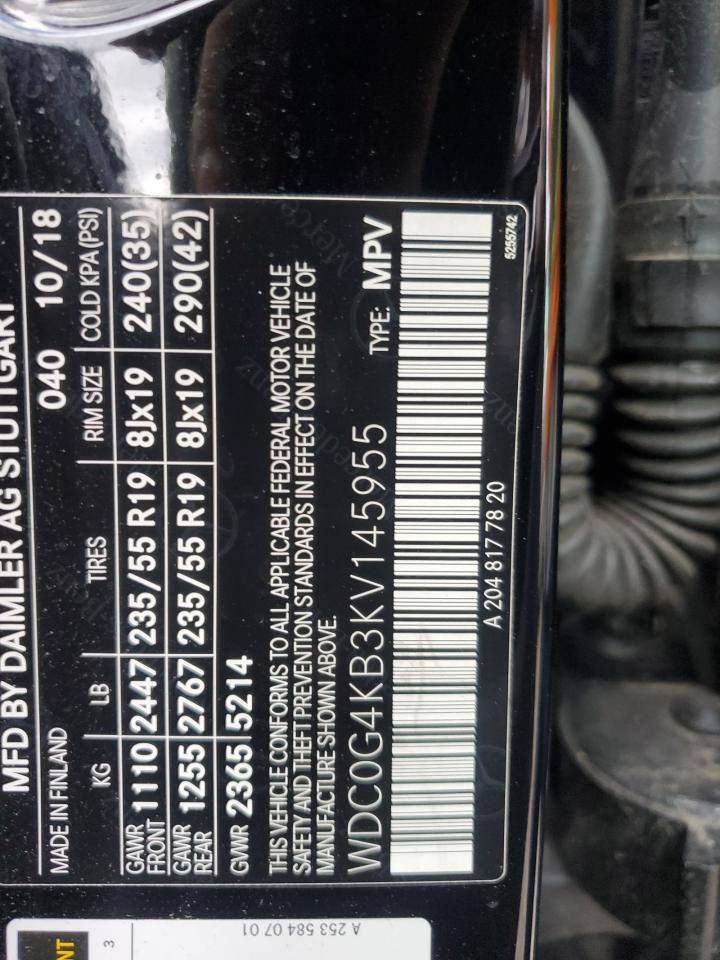 MFD BY DAIMLER AG STUTTGART
MADE IN FINLAND 040 10/18
KG LB TIRES RIM SIZE COLD KPA(PSI)
GAWR FRONT 1110 2447 235/55 R19 8Jx19 240(35)
GAWR REAR 1255 2767 235/55 R19 8Jx19 290(42)
GVWR 2365 5214
THIS VEHICLE CONFORMS TO ALL APPLICABLE FEDERAL MOTOR VEHICLE
SAFETY AND THEFT PREVENTION STANDARDS IN EFFECT ON THE DATE OF
MANUFACTURE SHOWN ABOVE.
WDC0G4KB3KV145955 TYPE: MPV
A 204 817 78 20
5255742
A 253 584 07 01
3